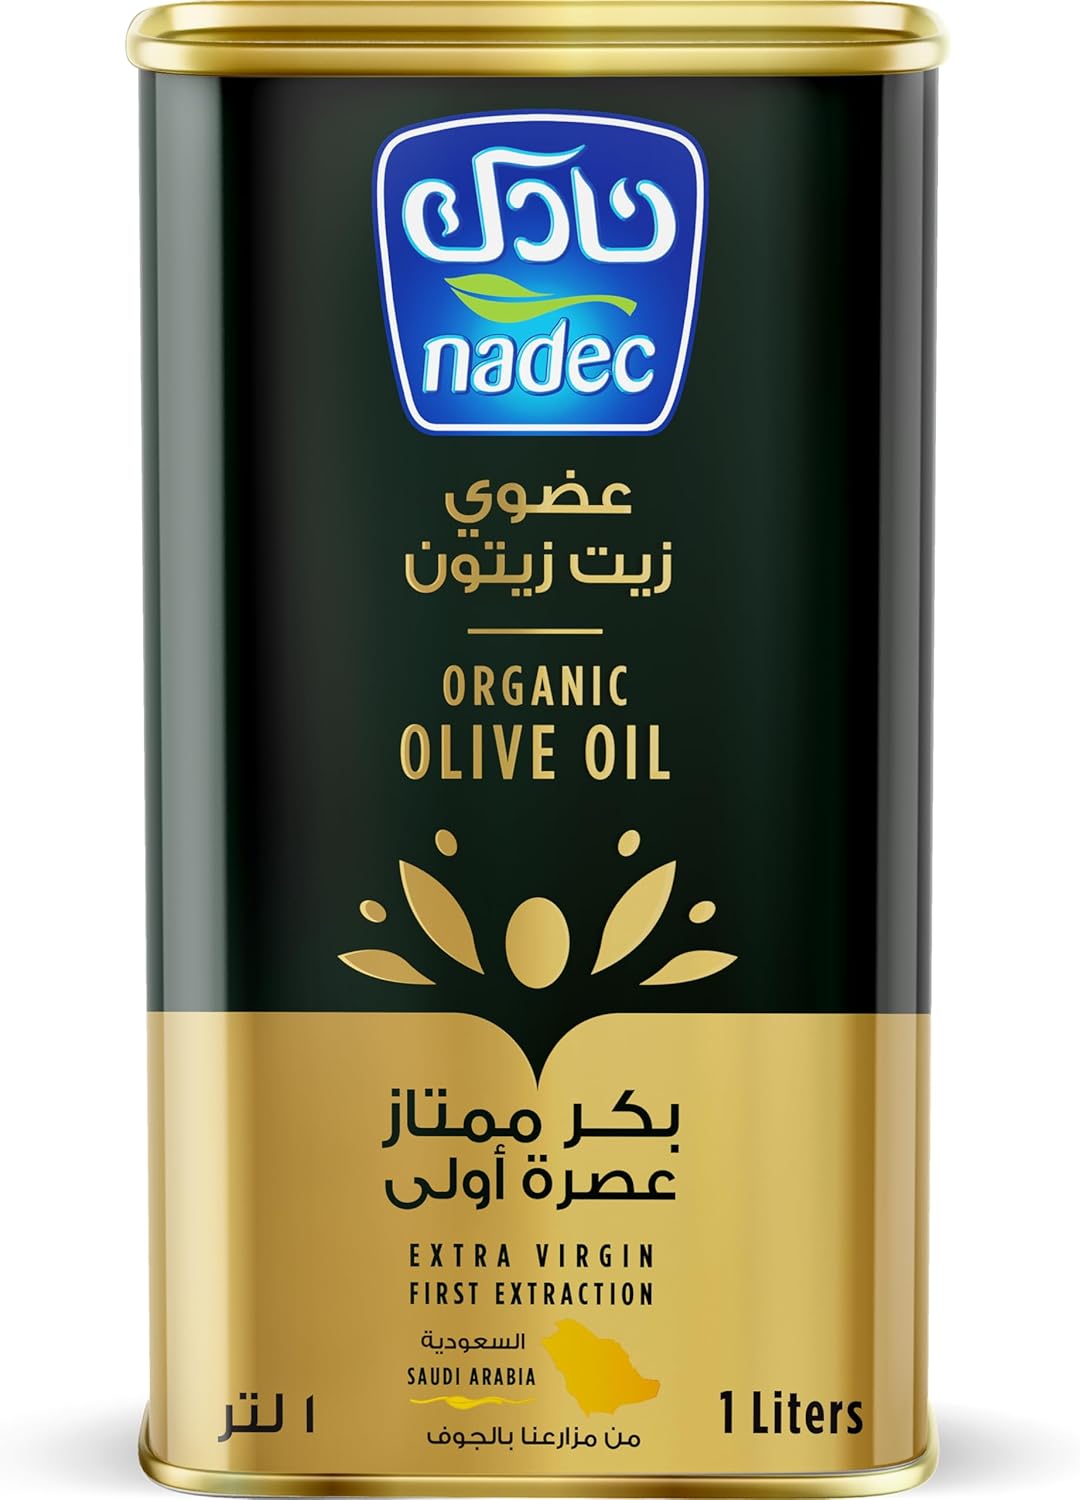 نادك
nadec
عضوي
زيت زيتون
ORGANIC
OLIVE OIL
بكر ممتاز
عصرة أولى
EXTRA VIRGIN
FIRST EXTRACTION
السعودية
SAUDI ARABIA
من مزارعنا بالجوف
١ لتر
1 Liters